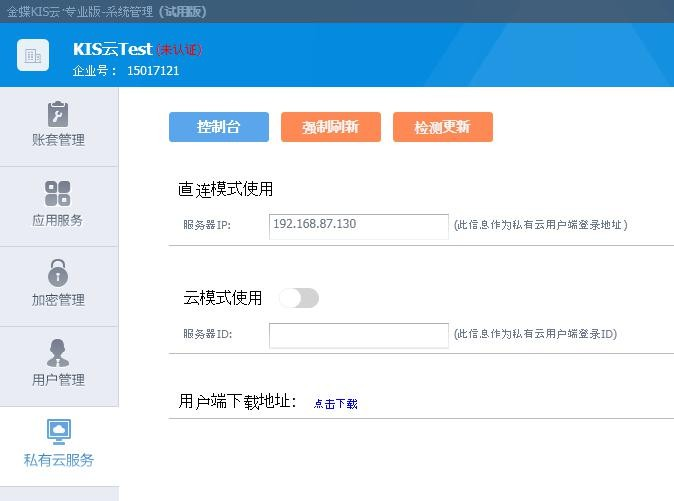 金蝶KIS云·专业版-系统管理 (试用版)
KIS云Test (未认证)
企业号： 15017121
账套管理
应用服务
加密管理
用户管理
私有云服务
控制台 强制刷新 检测更新
直连模式使用
服务器IP: 192.168.87.130 (此信息作为私有云用户端登录地址)
云模式使用
服务器ID: (此信息作为私有云用户端登录ID)
用户端下载地址： 点击下载